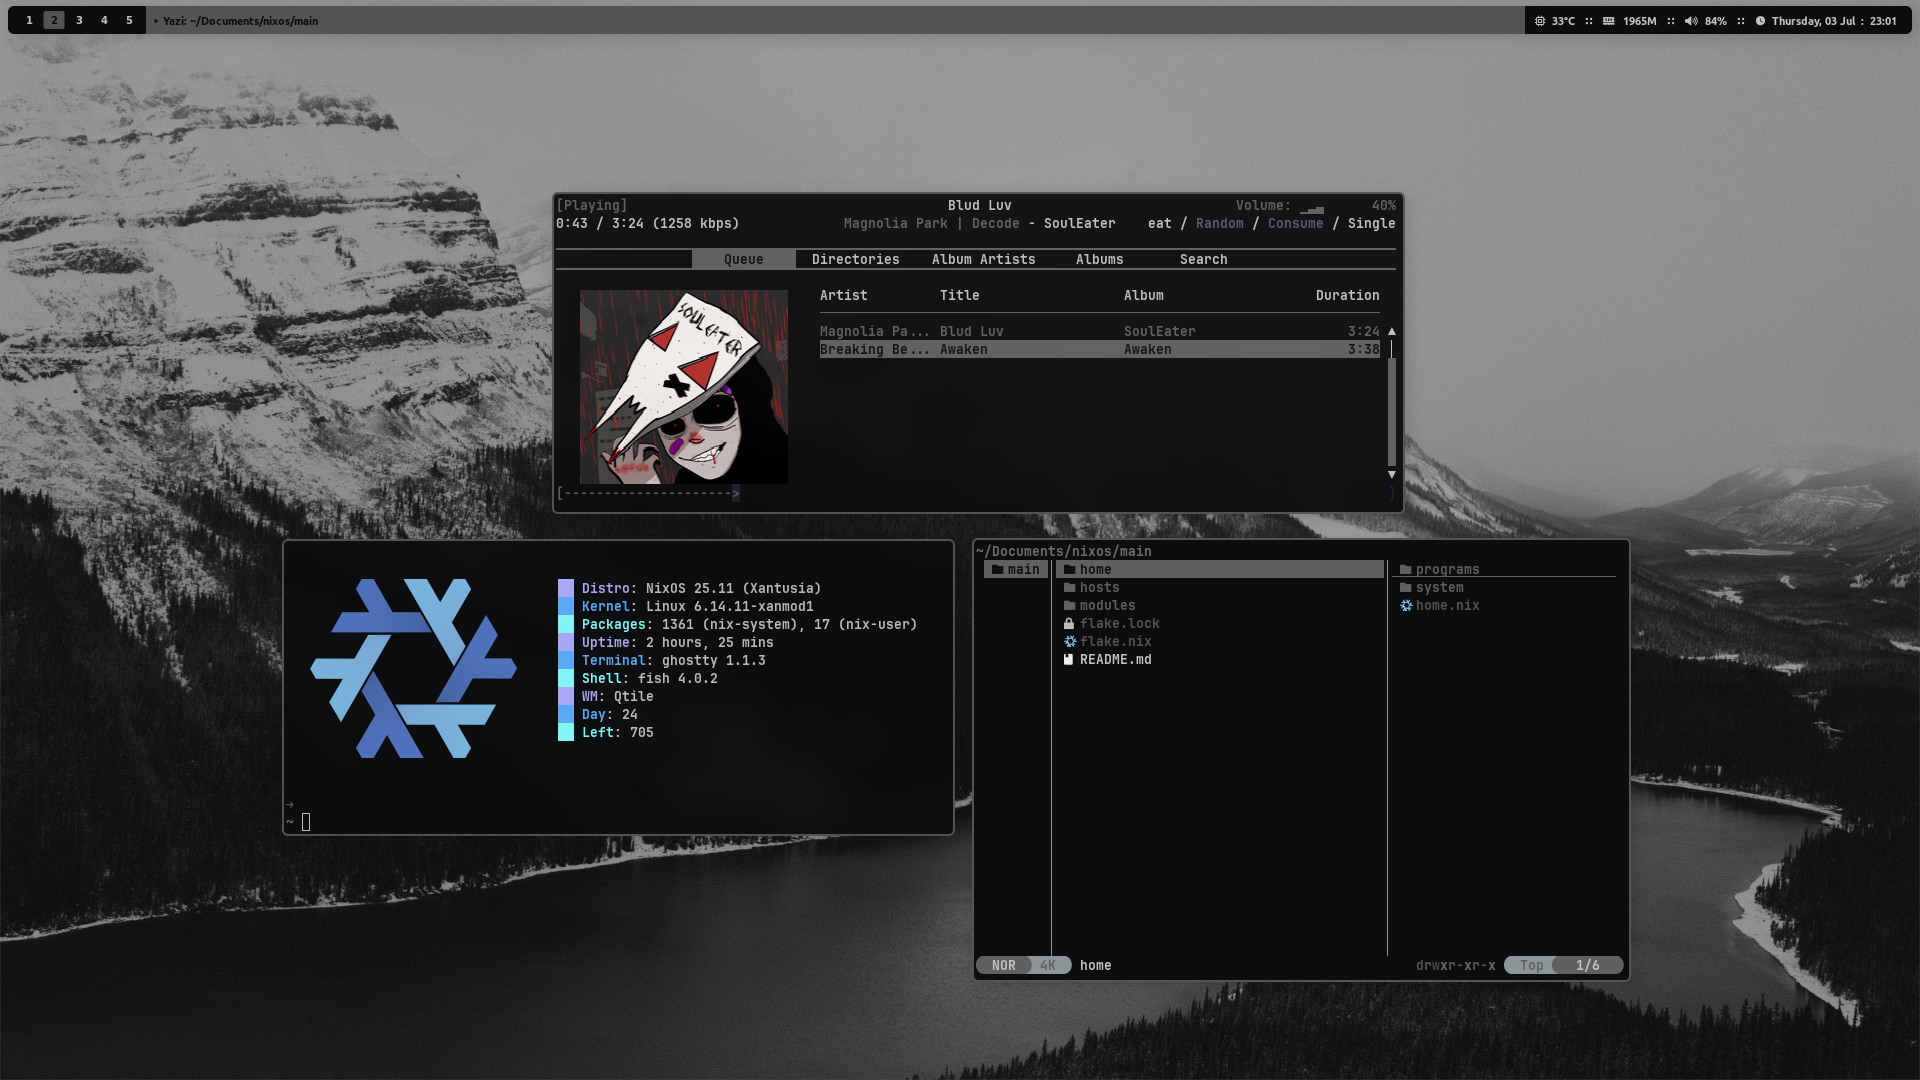 1 2 3 4 5 ▸ Yazi: ~/Documents/nixos/main 33°C :: 1965M :: 84% :: Thursday, 03 Jul : 23:01
[Playing] Blud Luv Volume: ▁▂▃ 40%
0:43 / 3:24 (1258 kbps) Magnolia Park | Decode - SoulEater eat / Random / Consume / Single
Queue Directories Album Artists Albums Search
Artist Title Album Duration
Magnolia Pa... Blud Luv SoulEater 3:24
Breaking Be... Awaken Awaken 3:38
SOUL EATER
[---------------------> ]
Distro: NixOS 25.11 (Xantusia)
Kernel: Linux 6.14.11-xanmod1
Packages: 1361 (nix-system), 17 (nix-user)
Uptime: 2 hours, 25 mins
Terminal: ghostty 1.1.3
Shell: fish 4.0.2
WM: Qtile
Day: 24
Left: 705
→
~
~/Documents/nixos/main
main home programs
hosts system
modules home.nix
flake.lock
flake.nix
README.md
NOR 4K home drwxr-xr-x Top 1/6